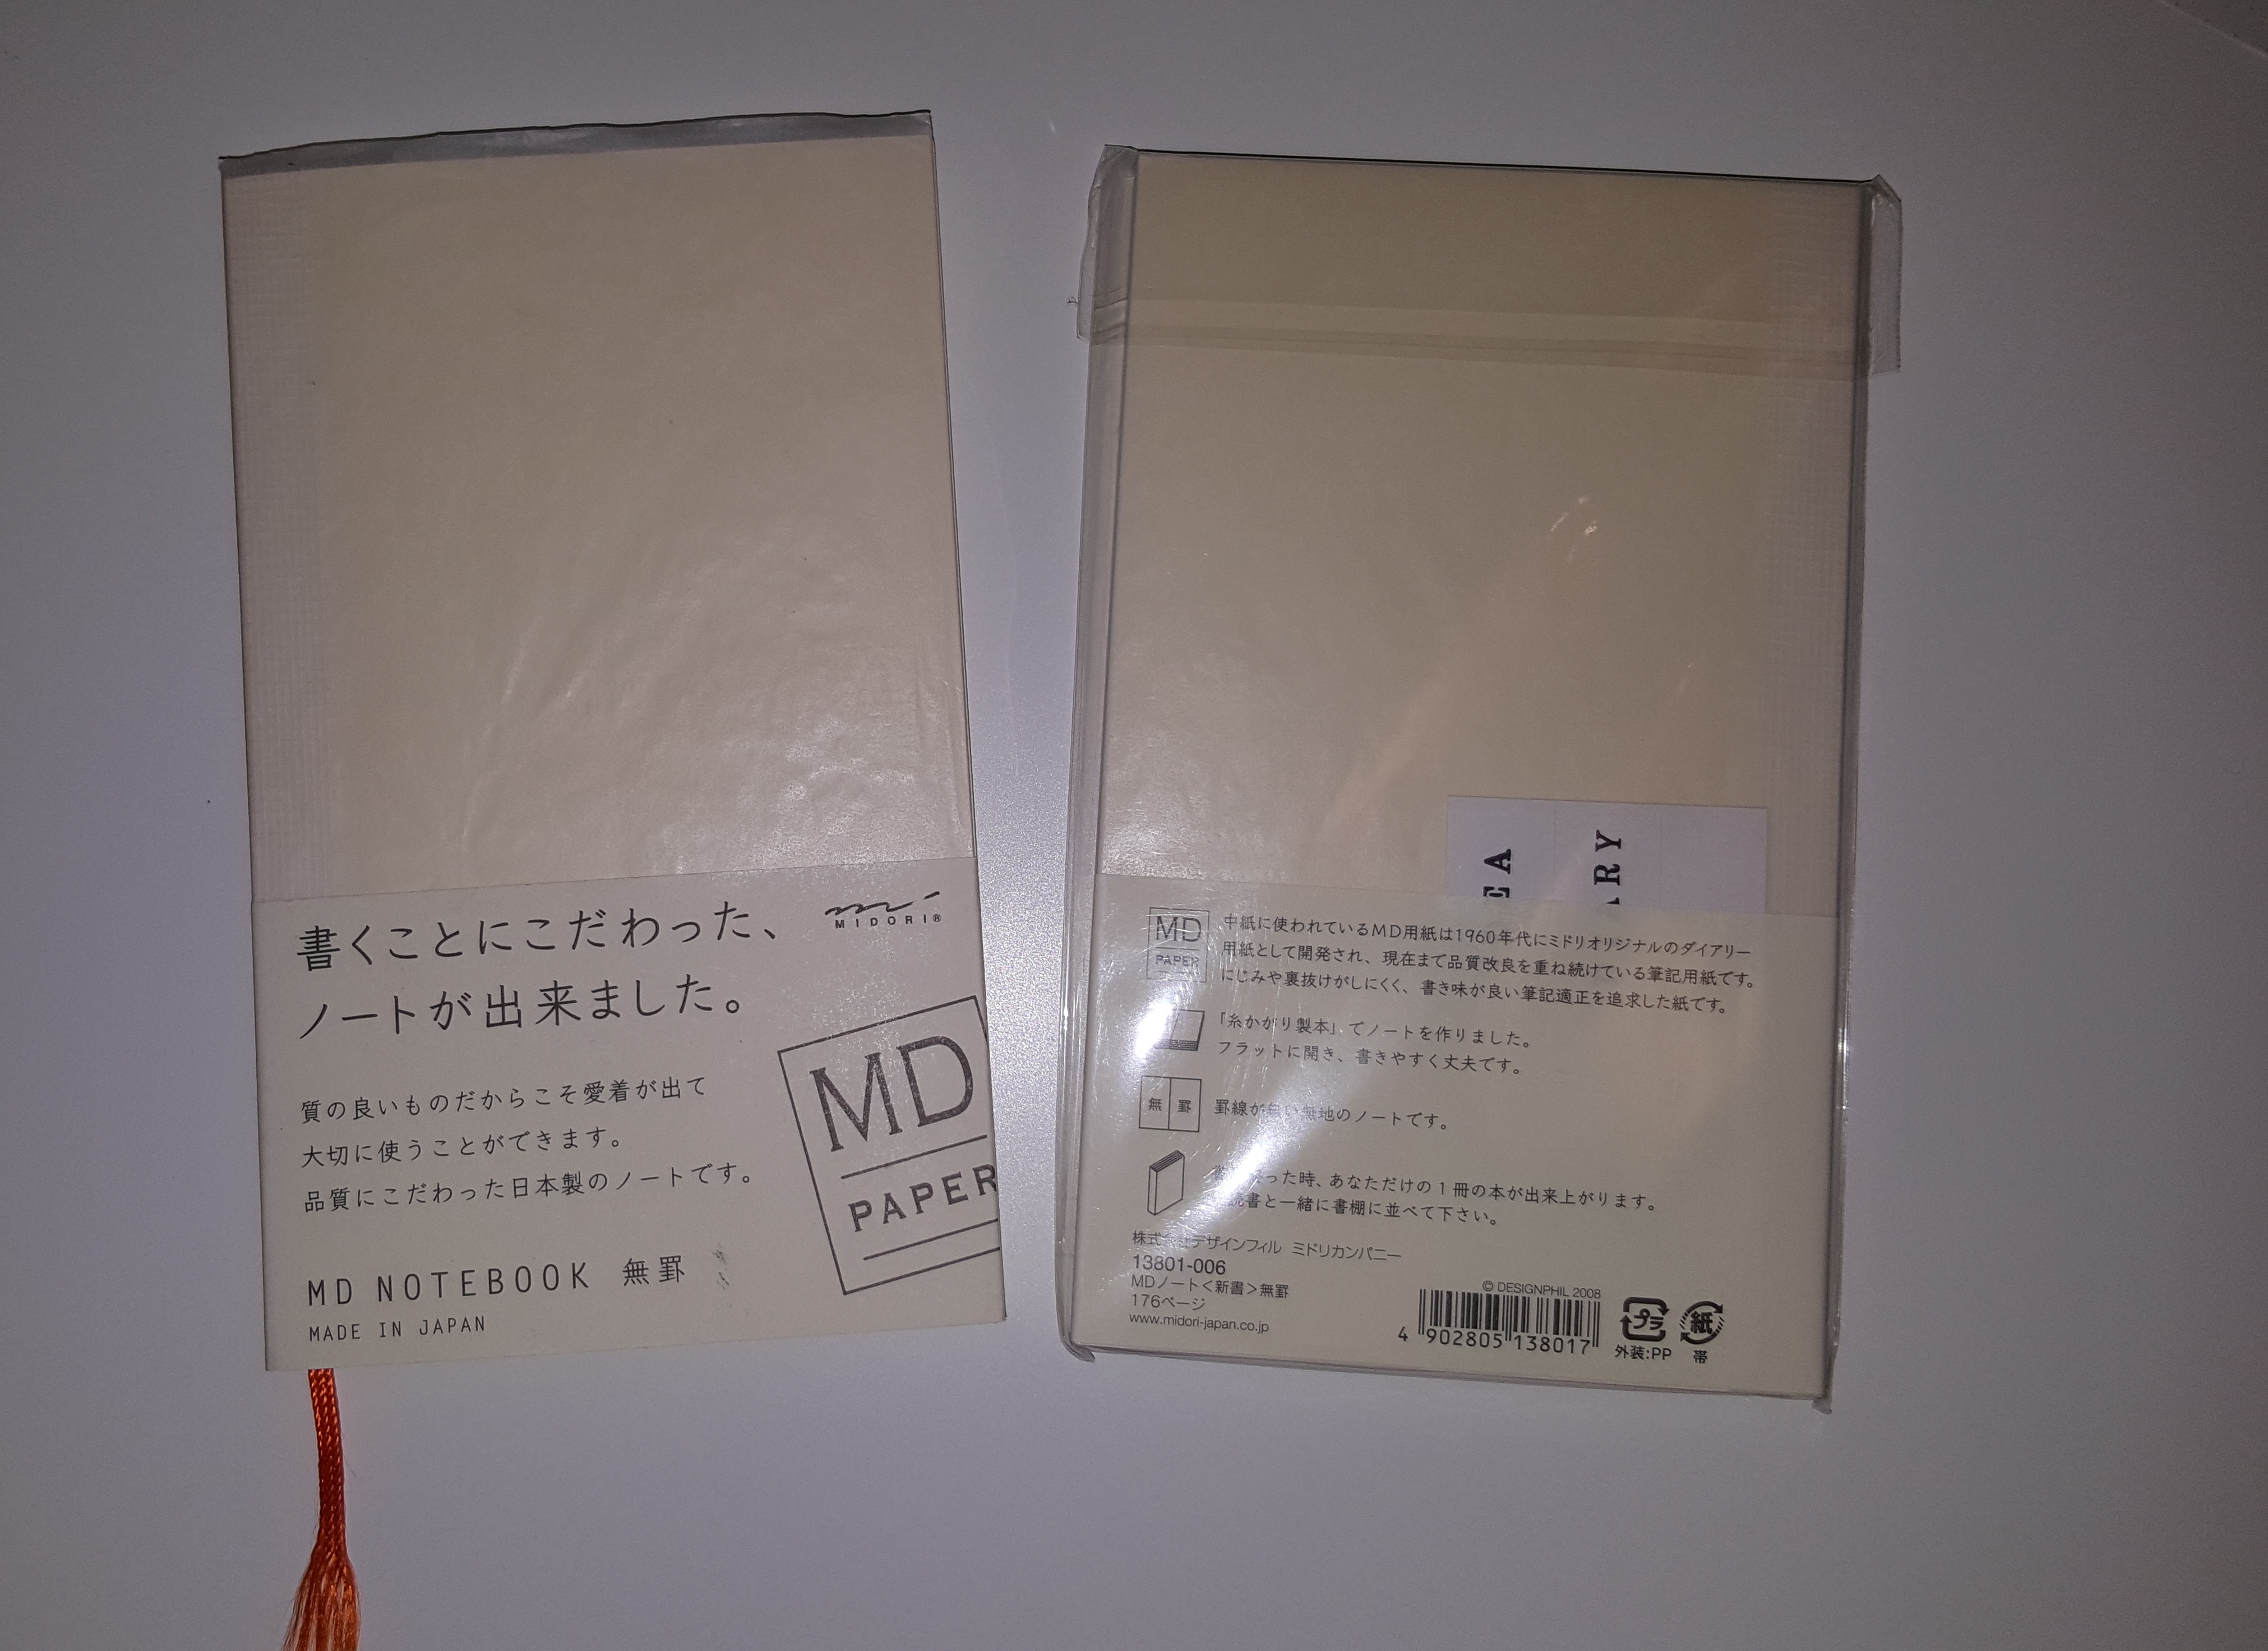 書くことにこだわった、
MIDORI®
ノートが出来ました。
質の良いものだからこそ愛着が出て
大切に使うことができます。
品質にこだわった日本製のノートです。
MD
PAPER
MD NOTEBOOK 無罫
MADE IN JAPAN
A
RY
MD
PAPER
中紙に使われているMD用紙は1960年代にミドリオリジナルのダイアリー
用紙として開発され、現在まで品質改良を重ね続けている筆記用紙です。
にじみや裏抜けがしにくく、書き味が良い筆記適正を追求した紙です。
「糸かがり製本」でノートを作りました。
フラットに開き、書きやすく丈夫です。
無 罫
罫線が無い無地のノートです。
った時、あなただけの1冊の本が出来上がります。
読書と一緒に書棚に並べて下さい。
株式会社デザインフィル ミドリカンパニー
13801-006
MDノート<新書>無罫
176ページ
www.midori-japan.co.jp
© DESIGNPHIL 2008
4 902805 138017
プラ
外装:PP
紙
帯